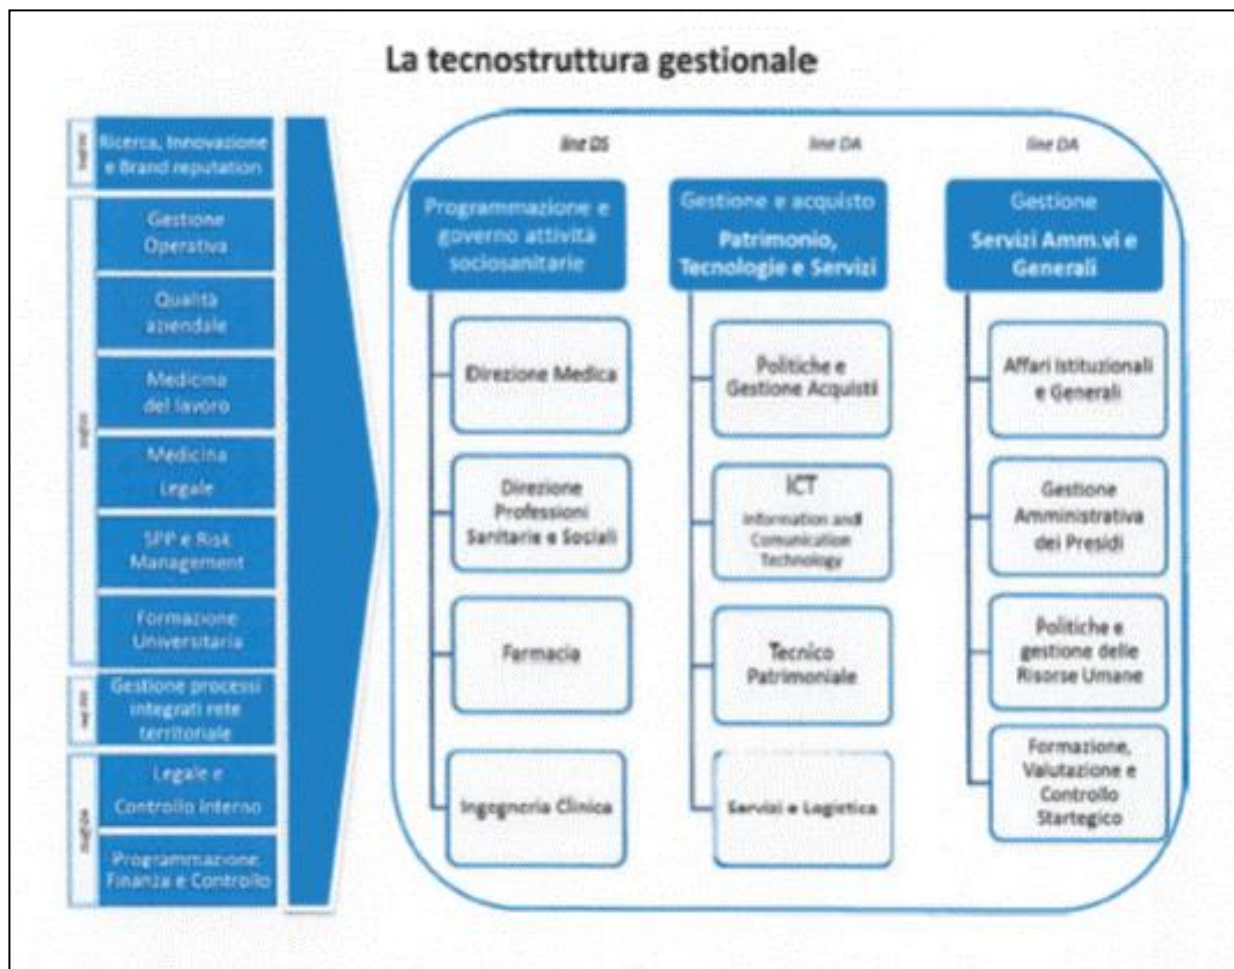 La tecnostruttura gestionale
Ricerca, Innovazione
e Brand reputation
Gestione
Operativa
Qualità
aziendale
Medicina
del lavoro
Medicina
Legale
SPP e Risk
Management
Formazione
Universitaria
Gestione processi
integrati rete
territoriale
Legale e
Controllo Interno
Programmazione
Finanza e Controllo
line DS
Programmazione e
governo attività
sociosanitarie
Direzione Medica
Direzione
Professioni
Sanitarie e Sociali
Farmacia
Ingegneria Clinica
line DA
Gestione e acquisto
Patrimonio,
Tecnologie e Servizi
Politiche e
Gestione Acquisti
ICT
Information and
Comunication
Technology
Tecnico
Patrimoniale
Servizi e Logistica
line DA
Gestione
Servizi Amm.vi e
Generali
Affari Istituzionali
e Generali
Gestione
Amministrativa
dei Presidi
Politiche e
gestione delle
Risorse Umane
Formazione,
Valutazione e
Controllo
Startegico